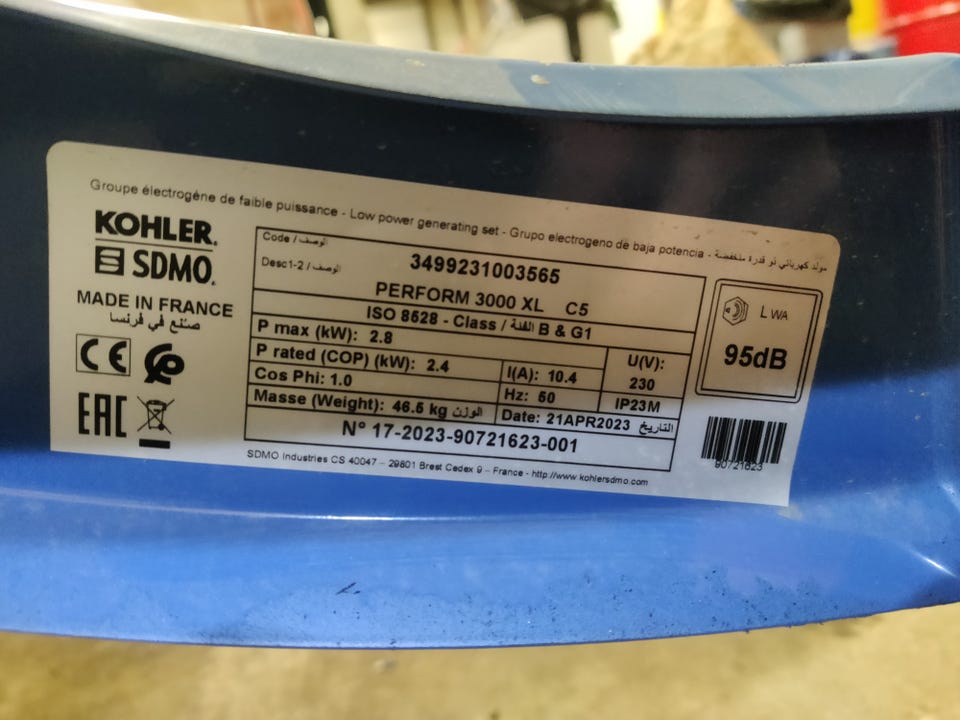 Groupe électrogène de faible puissance - Low power generating set - Grupo electrogeno de baja potencia - مولد كهربائي ذو قدرة منخفضة
KOHLER.
SDMO.
MADE IN FRANCE
صنع في فرنسا
CE
EAC
Code / الوصف: 3499231003565
Desc1-2 / الوصف: PERFORM 3000 XL C5
ISO 8528 - Class / الفئة B & G1
P max (kW): 2.8
P rated (COP) (kW): 2.4
Cos Phi: 1.0
I(A): 10.4
Hz: 50
U(V):
230
IP23M
Masse (Weight): 46.5 kg الوزن
Date: 21APR2023 التاريخ
N° 17-2023-90721623-001
SDMO Industries CS 40047 - 29801 Brest Cedex 9 - France - http://www.kohlersdmo.com
LWA
95dB
90721623